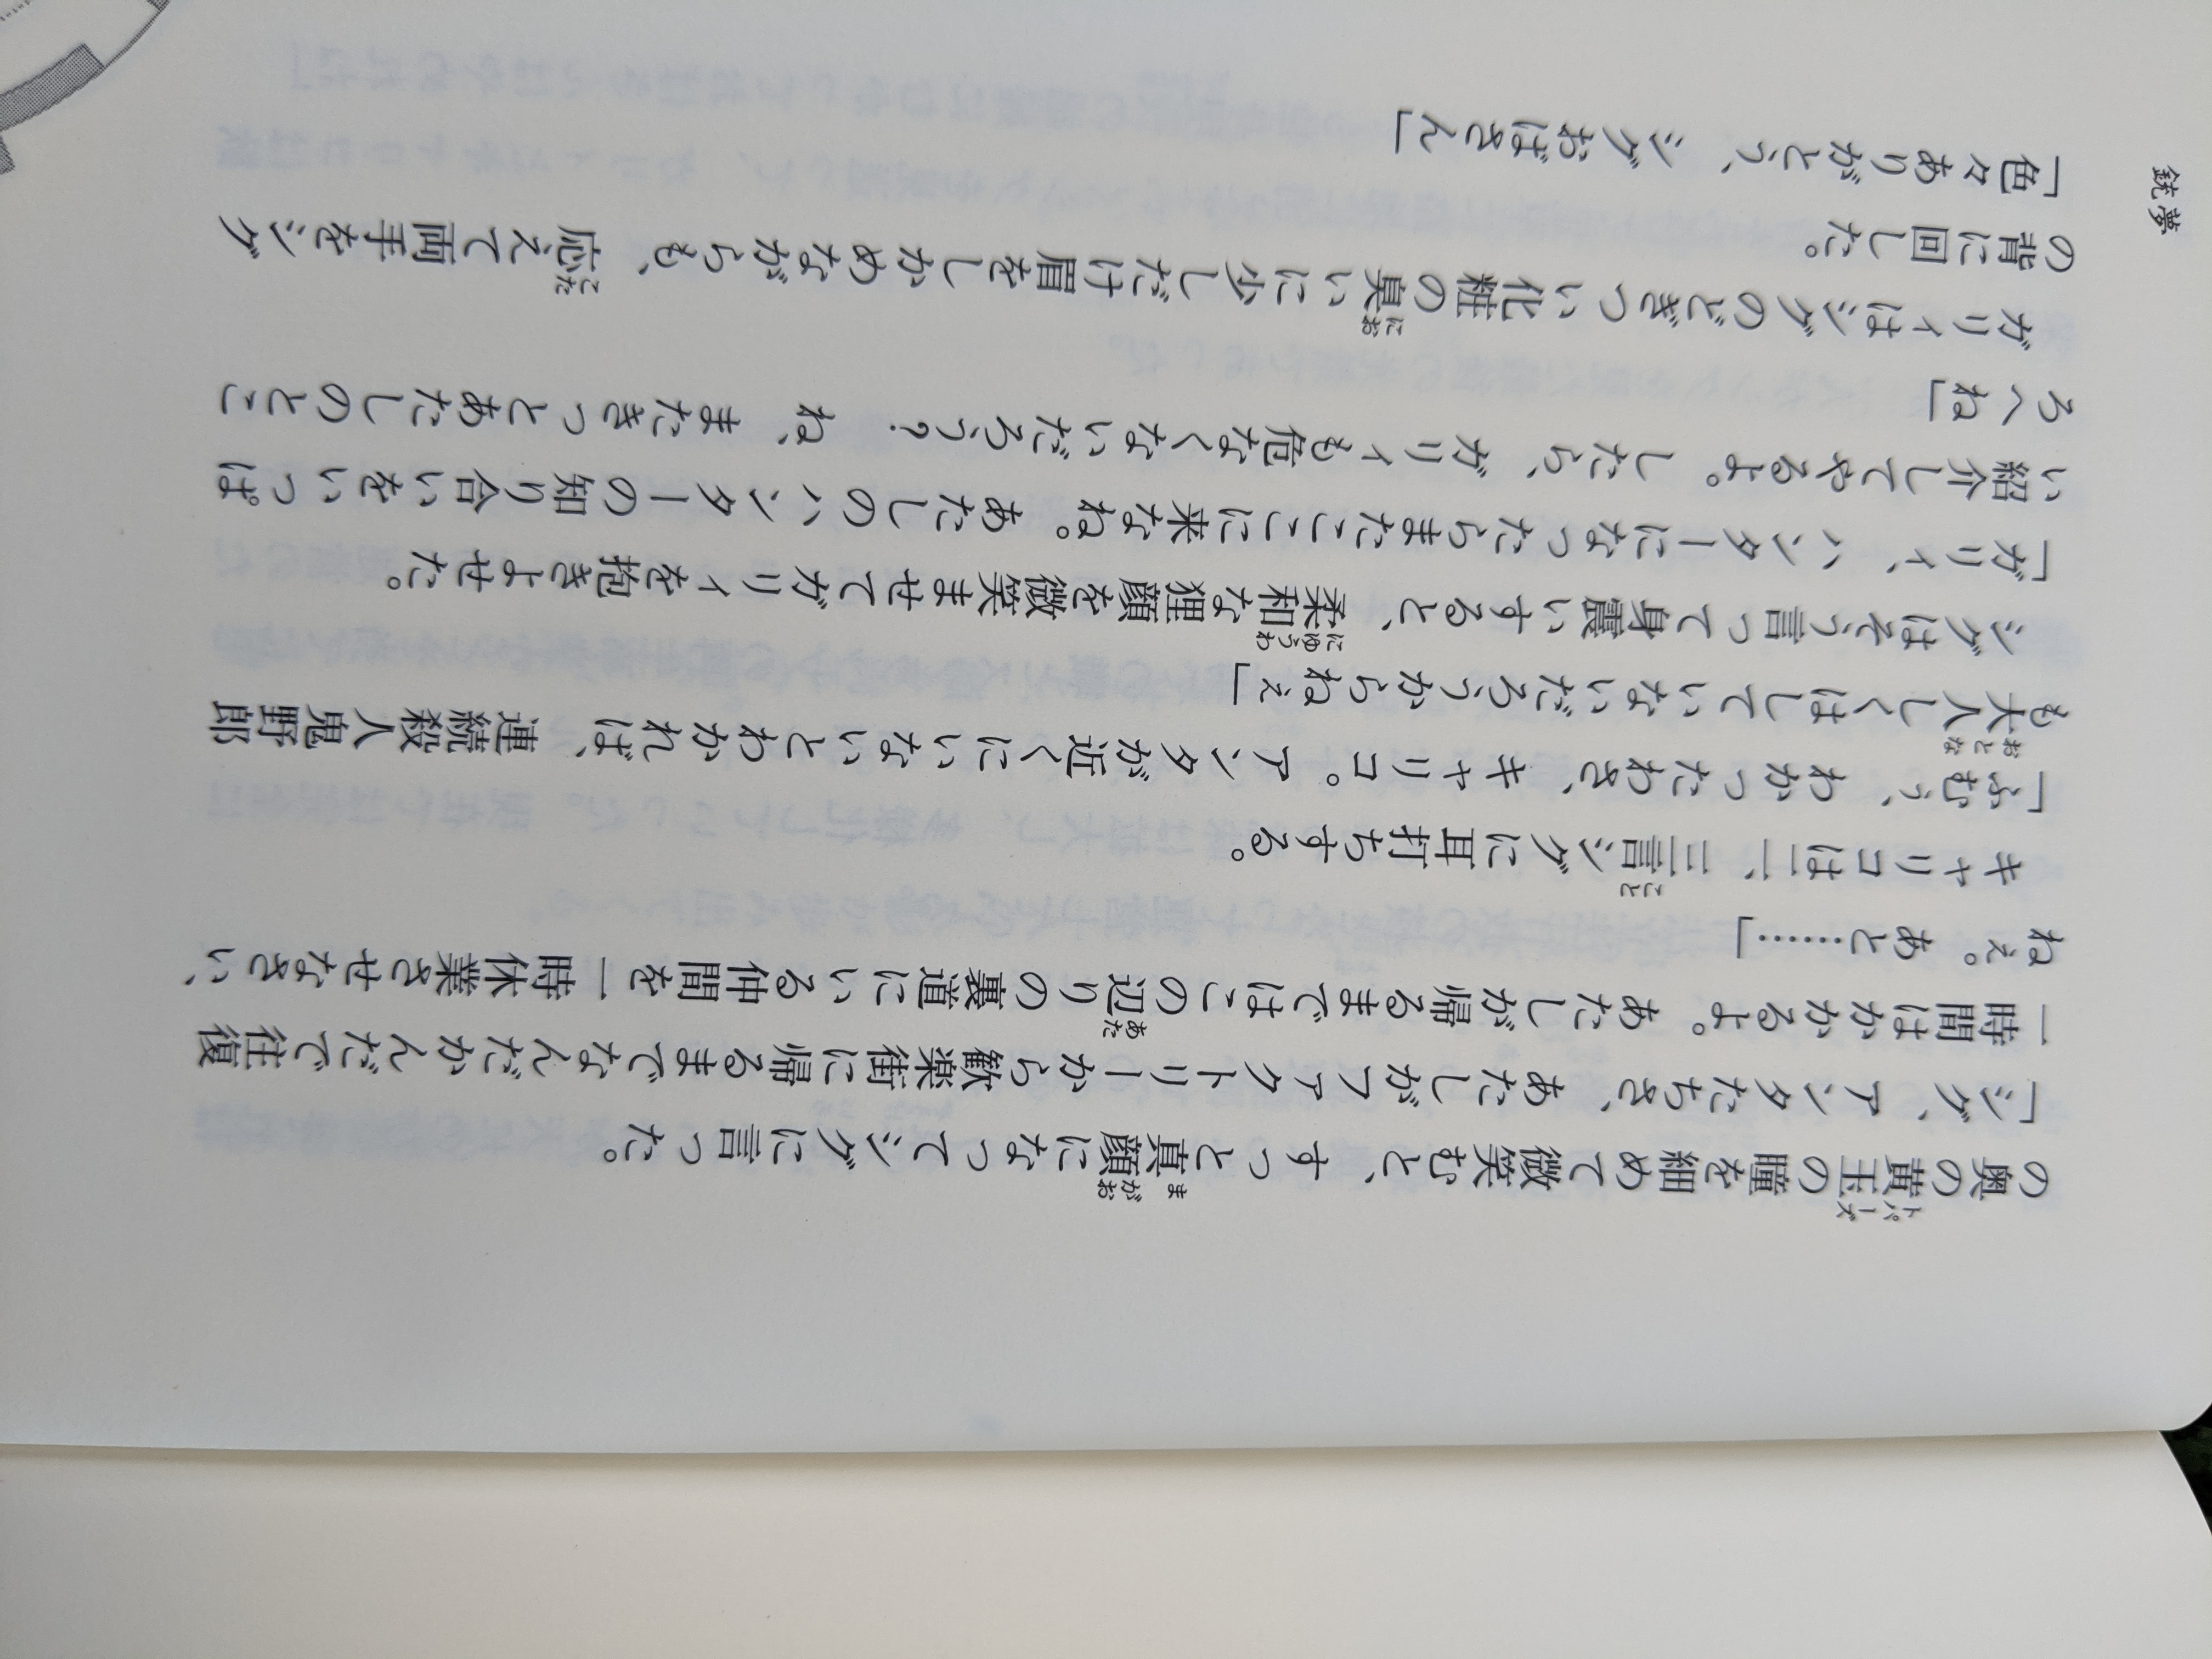 銃夢
の奥の黄玉の瞳を細めて微笑むと、すっと真顔になってシグに言った。
「シグ、アンタたちさ、あたしがファクトリーから歓楽街に帰るまでなんだかんだで往復
一時間はかかるよ。あたしが帰るまではこの辺りの裏道にいる仲間を一時休業させなさい、
ねぇ。あと……」
キャリコは二、三言シグに耳打ちする。
「ふむぅ、わかったわさ、キャリコ。アンタが近くにいないとわかれば、連続殺人鬼野郎
も大人しくはしていないだろうからねぇ」
シグはそう言って身震いすると、柔和な狸顔を微笑ませてガリィを抱きよせた。
「ガリィ、ハンターになったらまたここに来なね。あたしのハンターの知り合いをいっぱ
い紹介してやるよ。したら、ガリィも危なくないだろう？　ね、またきっとあたしのとこ
ろへね」
ガリィはシグのどぎつい化粧の臭いに少しだけ眉をしかめながらも、応えて両手をシグ
の背に回した。
「色々ありがとう、シグおばさん」